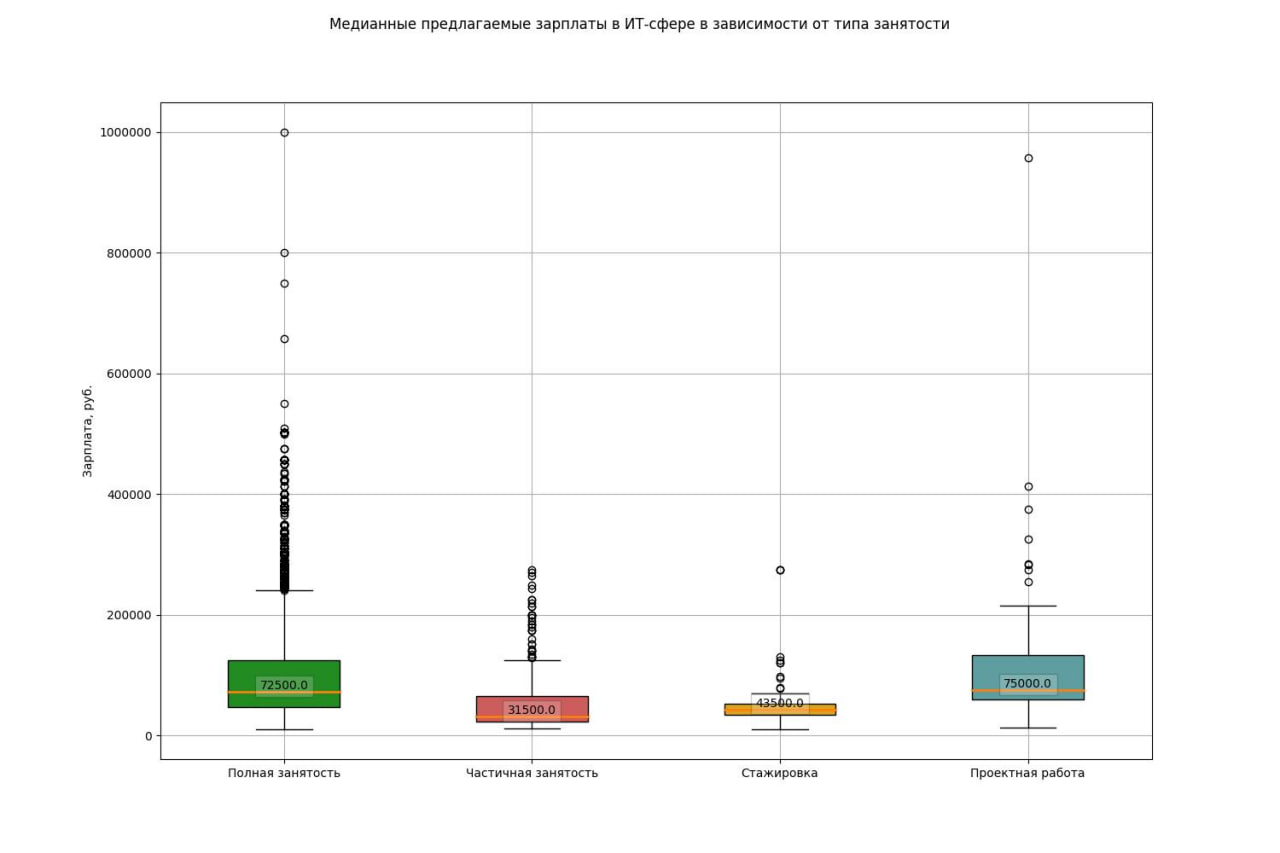 Медианные предлагаемые зарплаты в ИТ-сфере в зависимости от типа занятости
1000000
800000
600000
400000
200000
0
Зарплата, руб.
72500.0
31500.0
43500.0
75000.0
Полная занятость
Частичная занятость
Стажировка
Проектная работа